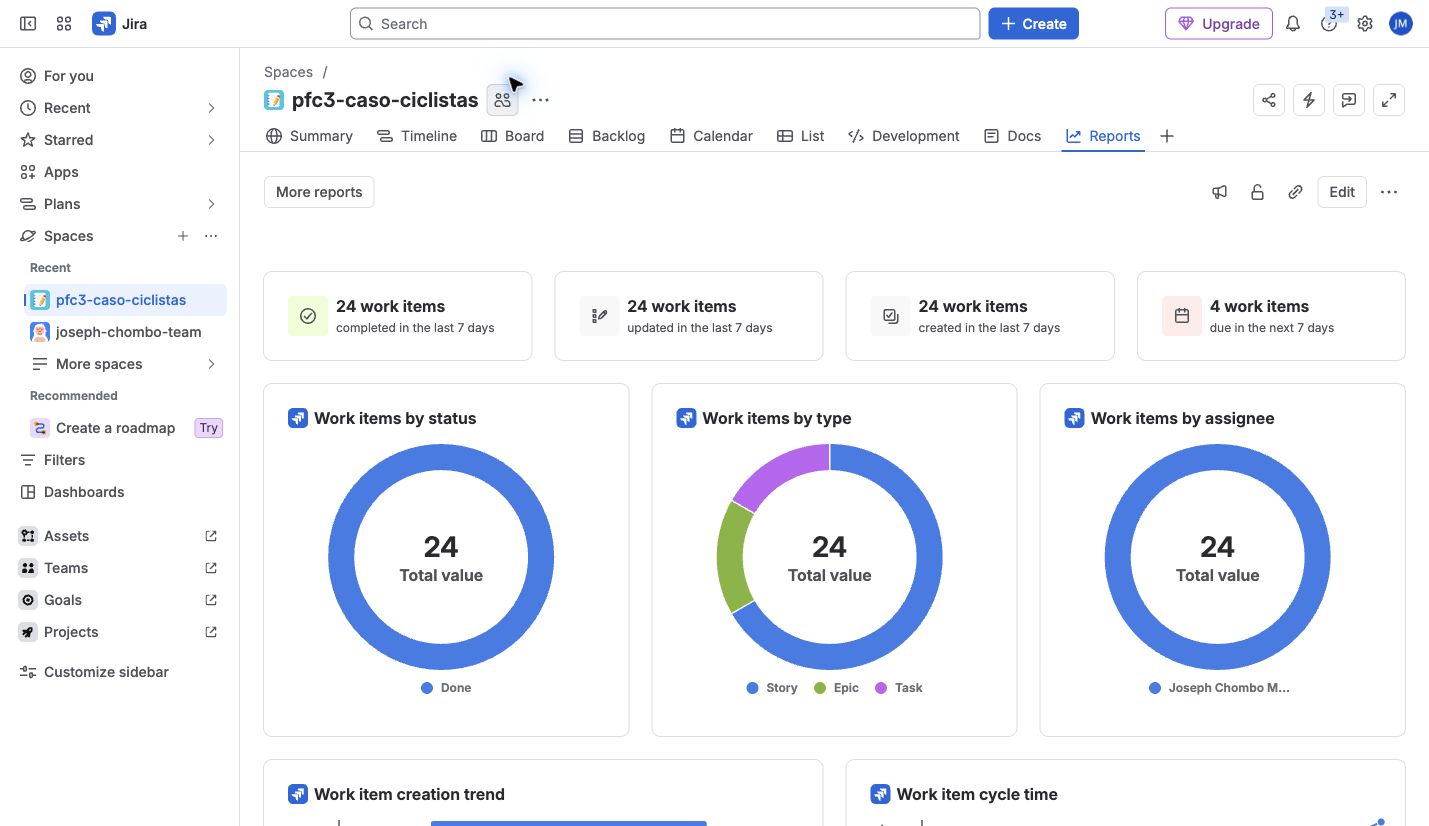 Jira
Search
Create
Upgrade
3+
JM
For you
Recent
Starred
Apps
Plans
Spaces
Recent
pfc3-caso-ciclistas
joseph-chombo-team
More spaces
Recommended
Create a roadmap Try
Filters
Dashboards
Assets
Teams
Goals
Projects
Customize sidebar
Spaces /
pfc3-caso-ciclistas
Summary Timeline Board Backlog Calendar List Development Docs Reports
More reports
Edit
24 work items
completed in the last 7 days
24 work items
updated in the last 7 days
24 work items
created in the last 7 days
4 work items
due in the next 7 days
Work items by status
24
Total value
Done
Work items by type
24
Total value
Story Epic Task
Work items by assignee
24
Total value
Joseph Chombo M...
Work item creation trend
Work item cycle time